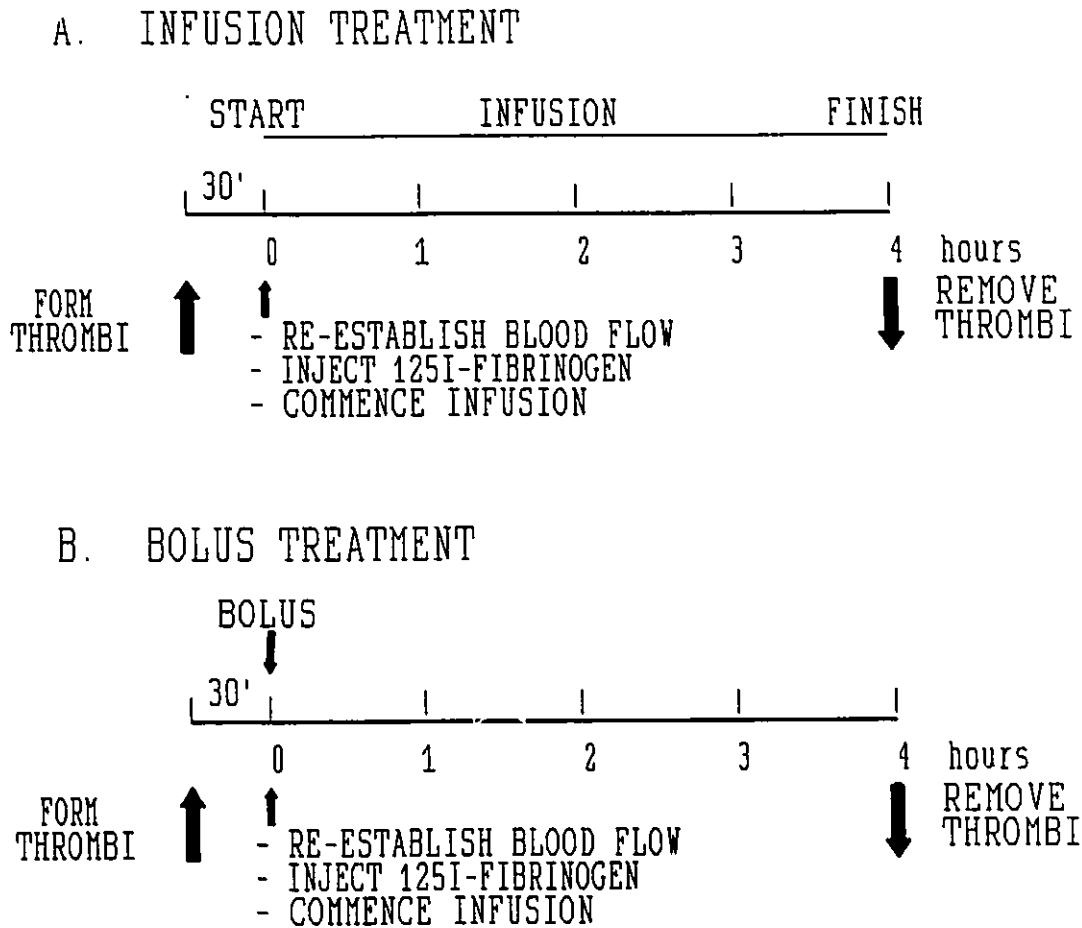 A. INFUSION TREATMENT
START INFUSION FINISH
30'
0 1 2 3 4 hours
FORM THROMBI
- RE-ESTABLISH BLOOD FLOW
- INJECT 125I-FIBRINOGEN
- COMMENCE INFUSION
REMOVE THROMBI
B. BOLUS TREATMENT
BOLUS
30'
0 1 2 3 4 hours
FORM THROMBI
- RE-ESTABLISH BLOOD FLOW
- INJECT 125I-FIBRINOGEN
- COMMENCE INFUSION
REMOVE THROMBI